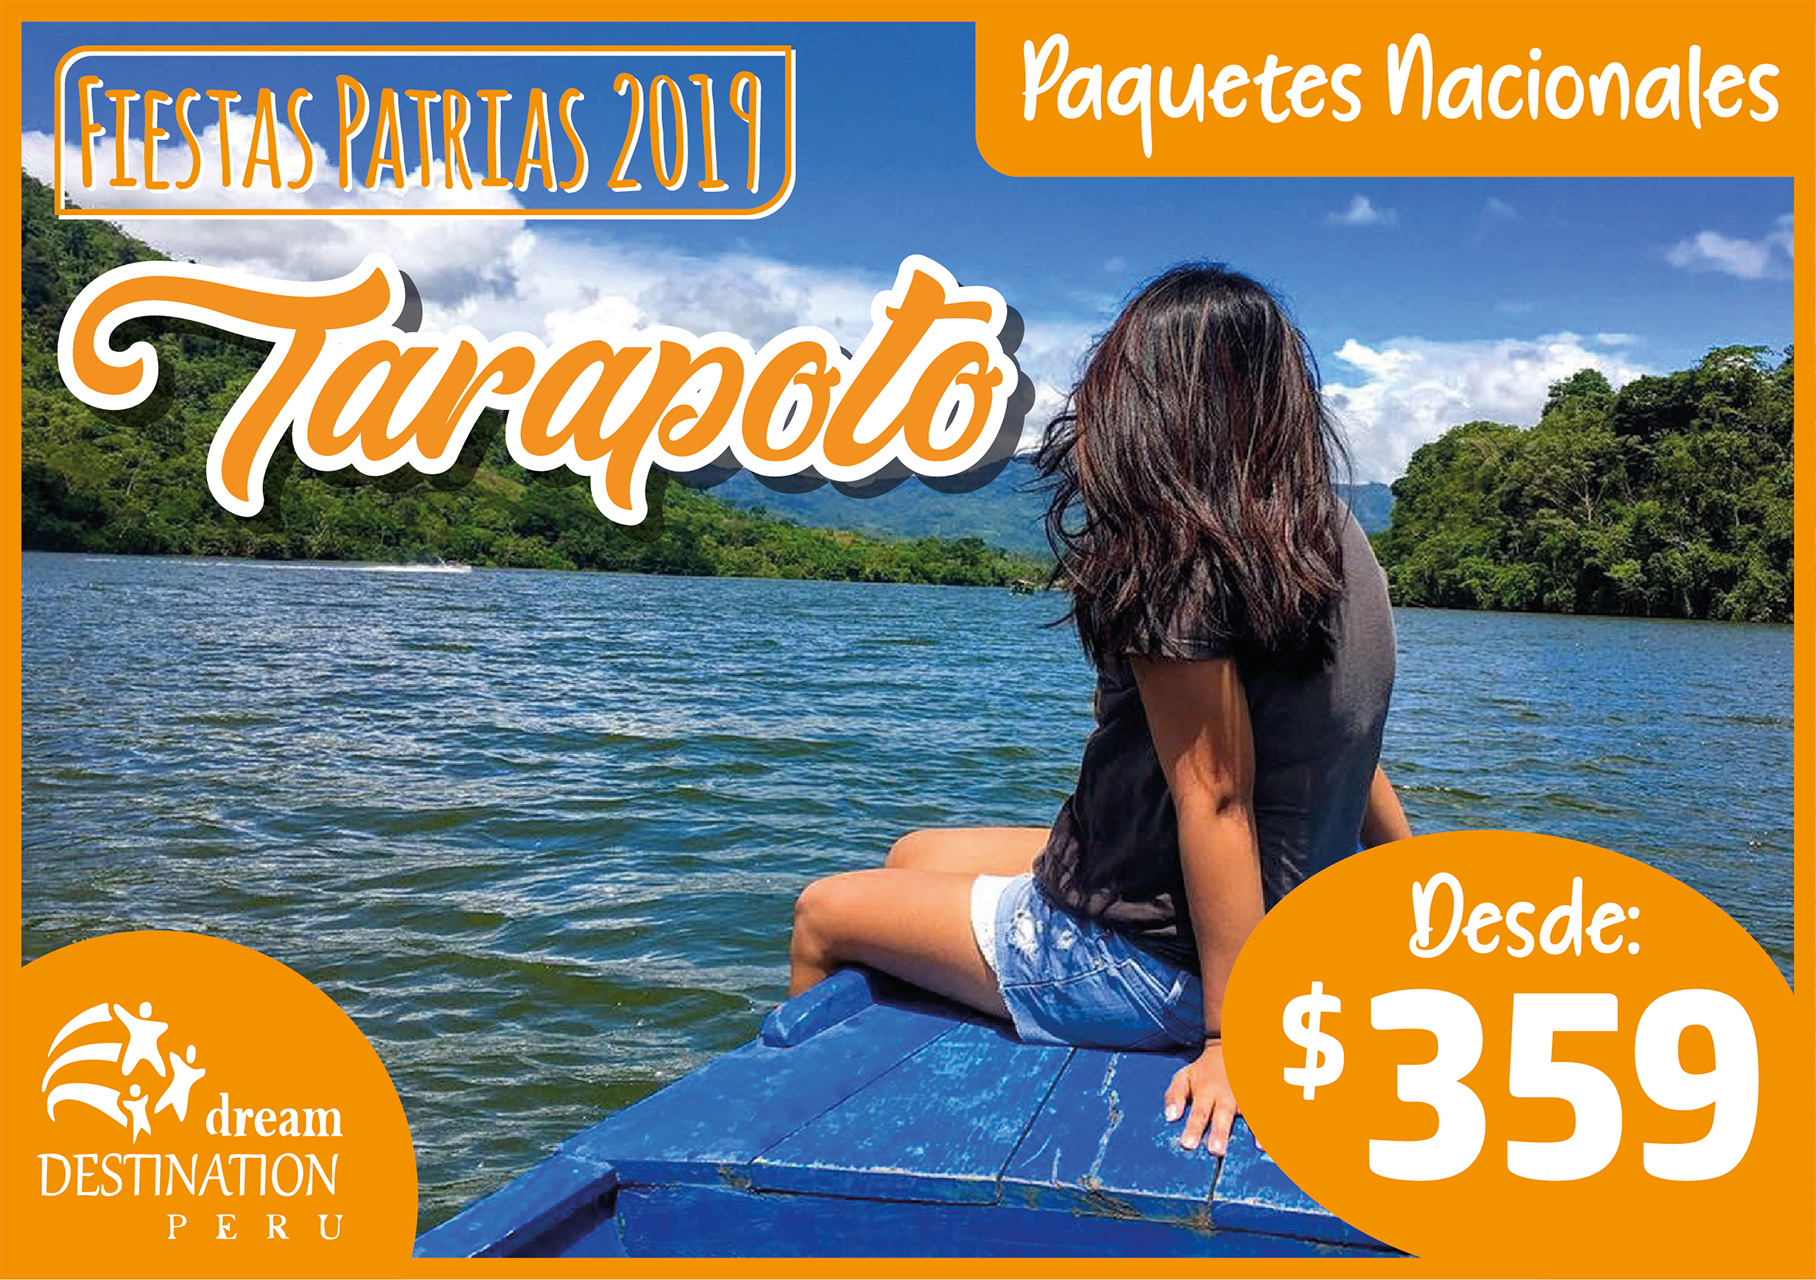 Fiestas Patrias 2019
Paquetes Nacionales
Tarapoto
Desde:
$359
dream
DESTINATION
PERU